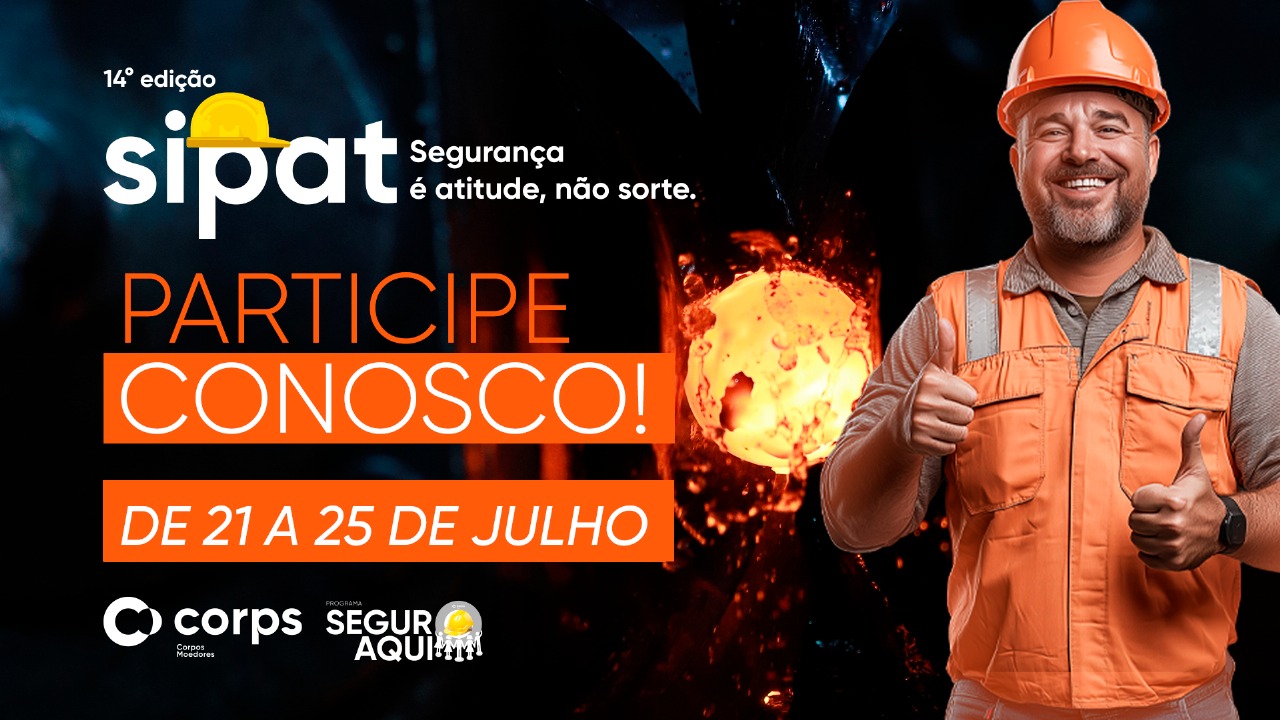 14° edição
sipat
Segurança
é atitude, não sorte.
PARTICIPE
CONOSCO!
DE 21 A 25 DE JULHO
corps
Corpos
Moedores
PROGRAMA
SEGURO
AQUI